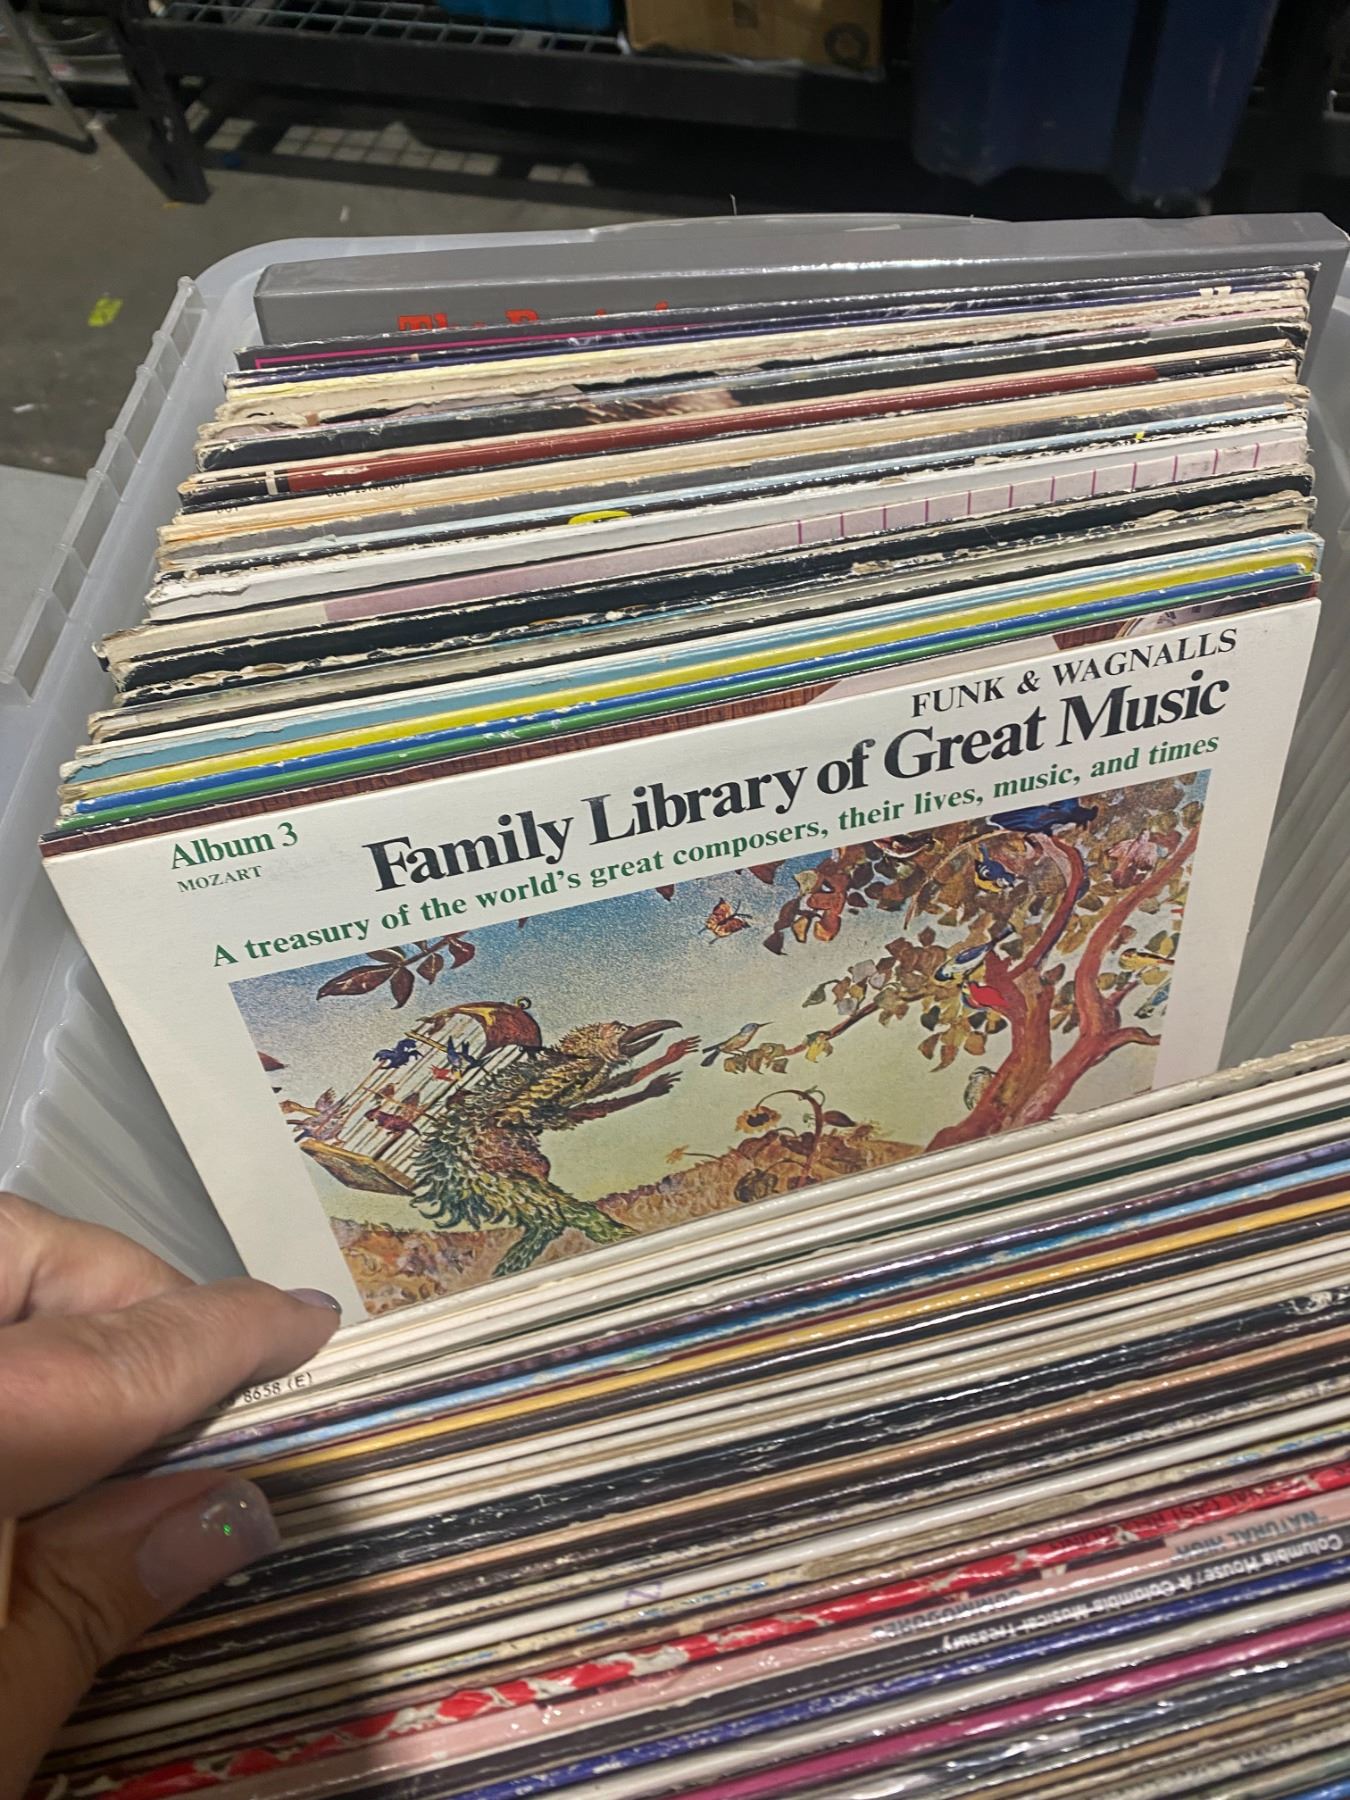 FUNK & WAGNALLS
Family Library of Great Music
Album 3
MOZART
A treasury of the world's great composers, their lives, music, and times
8658 (E)
"NATURAL HIGH"
COMMODORES
Columbia House/A Columbia Musical Treasury